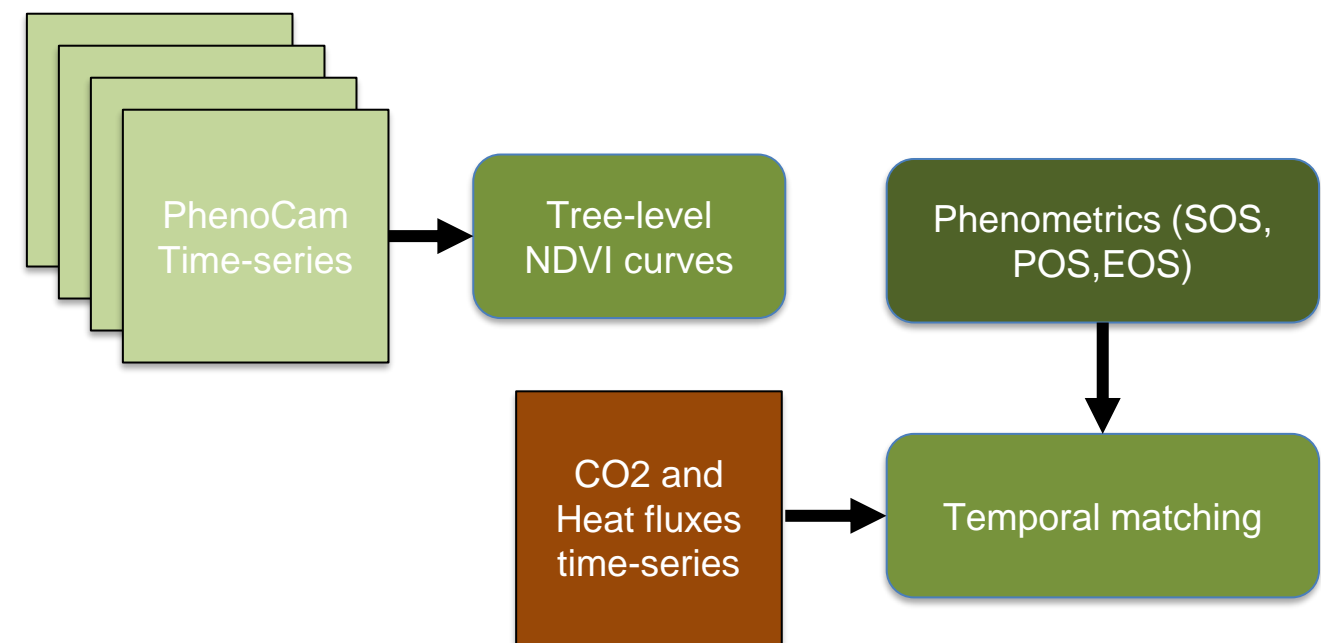 PhenoCam
Time-series
Tree-level
NDVI curves
Phenometrics (SOS,
POS,EOS)
CO2 and
Heat fluxes
time-series
Temporal matching